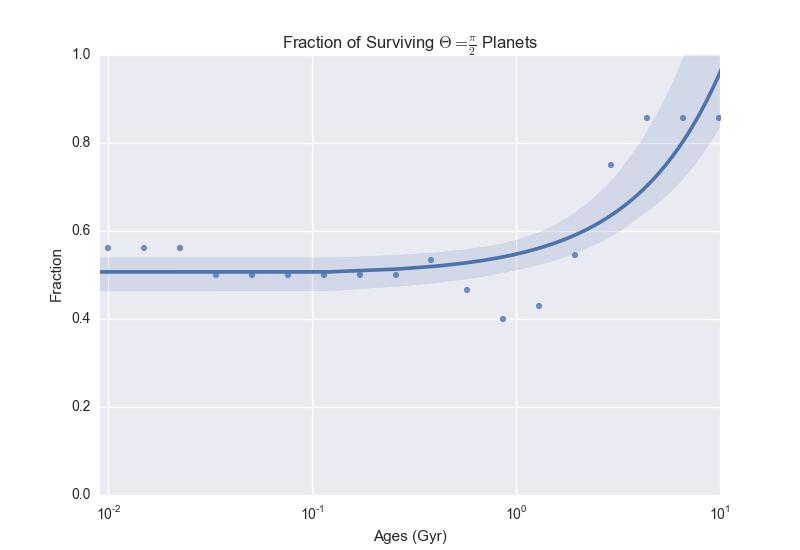 Fraction of Surviving Θ = π/2 Planets
1.0
0.8
0.6
0.4
0.2
0.0
Fraction
10⁻² 10⁻¹ 10⁰ 10¹
Ages (Gyr)